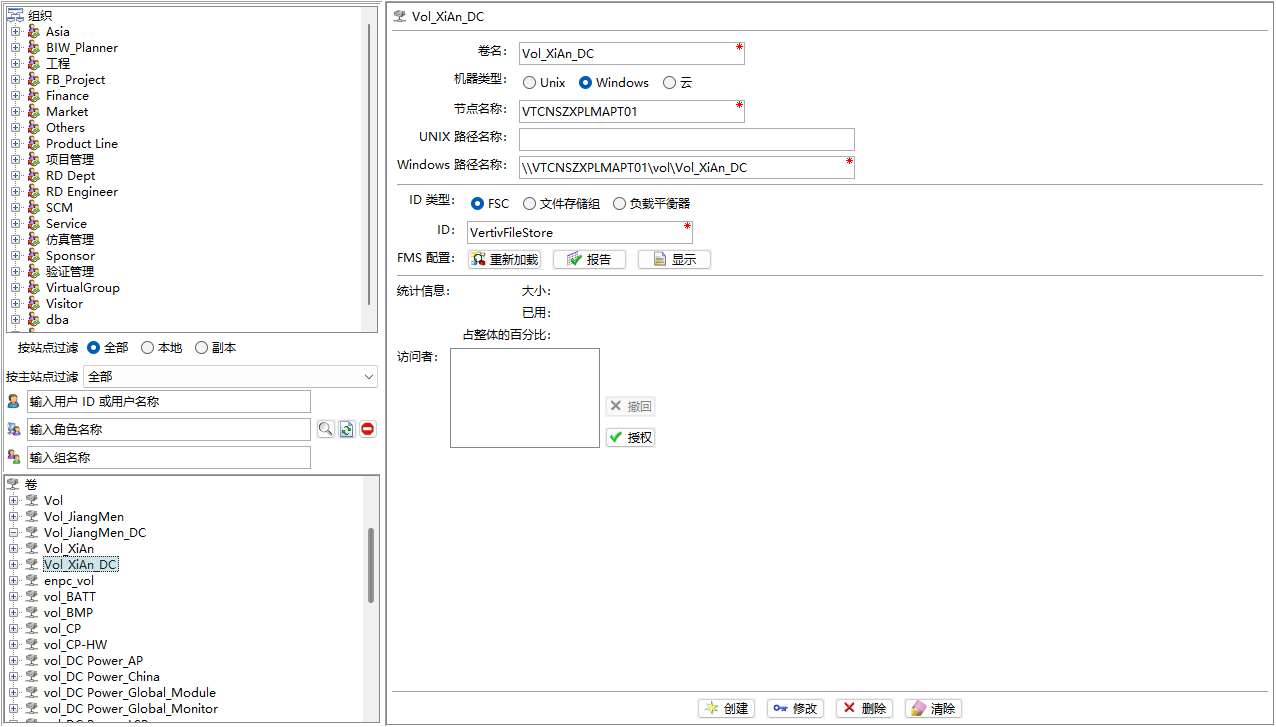 组织
Asia
BIW_Planner
工程
FB_Project
Finance
Market
Others
Product Line
项目管理
RD Dept
RD Engineer
SCM
Service
仿真管理
Sponsor
验证管理
VirtualGroup
Visitor
dba
按站点过滤 全部 本地 副本
按主站点过滤 全部
输入用户 ID 或用户名称
输入角色名称
输入组名称
卷
Vol
Vol_JiangMen
Vol_JiangMen_DC
Vol_XiAn
Vol_XiAn_DC
enpc_vol
vol_BATT
vol_BMP
vol_CP
vol_CP-HW
vol_DC Power_AP
vol_DC Power_China
vol_DC Power_Global_Module
vol_DC Power_Global_Monitor
Vol_XiAn_DC
卷名: Vol_XiAn_DC *
机器类型: Unix Windows 云
节点名称: VTCNSZXPLMAPT01 *
UNIX 路径名称:
Windows 路径名称: \\VTCNSZXPLMAPT01\vol\Vol_XiAn_DC *
ID 类型: FSC 文件存储组 负载平衡器
ID: VertivFileStore *
FMS 配置: 重新加载 报告 显示
统计信息: 大小:
已用:
占整体的百分比:
访问者:
撤回
授权
创建 修改 删除 清除